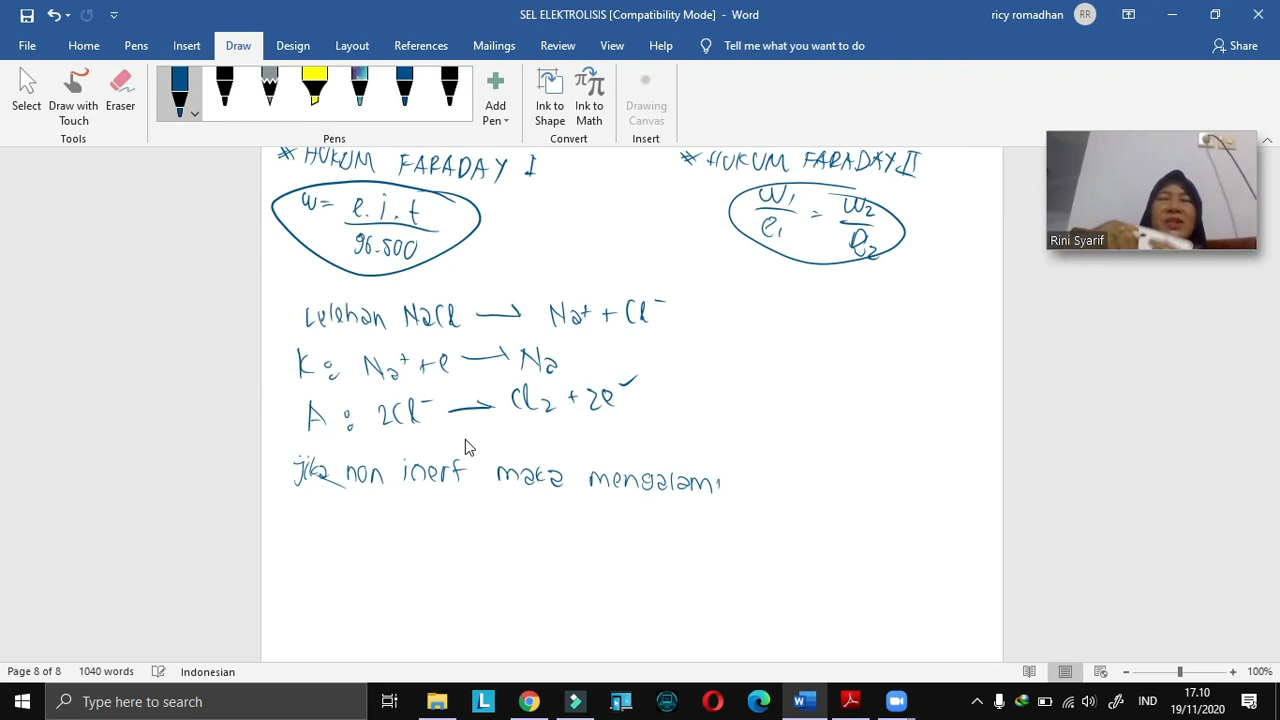 SEL ELEKTROLISIS [Compatibility Mode] - Word
ricy romadhan
RR
File Home Pens Insert Draw Design Layout References Mailings Review View Help Tell me what you want to do
Share
Select
Draw with Touch
Eraser
Add Pen
Ink to Shape
Ink to Math
Drawing Canvas
Tools Pens Convert Insert
* HUKUM FARADAY I
* HUKUM FARADAY II
w = e.i.t / 96.500
w1/e1 = w2/e2
Lelehan NaCl → Na+ + Cl-
K : Na+ + e → Na
A : 2Cl- → Cl2 + 2e
jika non inert maka mengalami
Rini Syarif
Page 8 of 8 1040 words Indonesian 100%
Type here to search
IND
17.10
19/11/2020